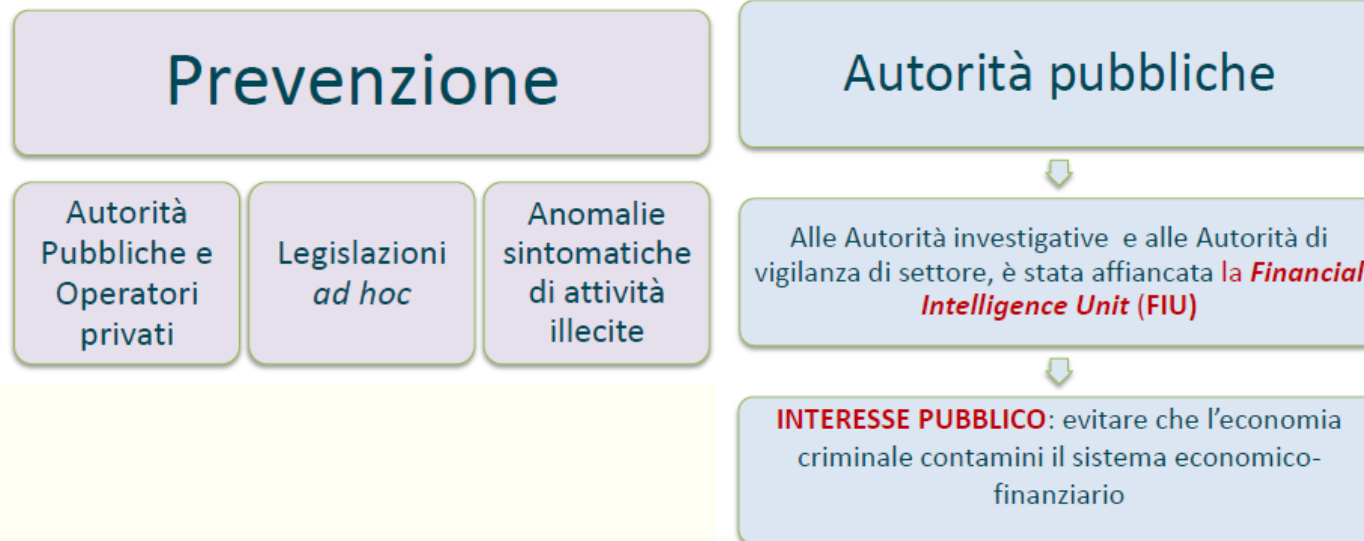 Prevenzione
Autorità
Pubbliche e
Operatori
privati
Legislazioni
ad hoc
Anomalie
sintomatiche
di attività
illecite
Autorità pubbliche
Alle Autorità investigative e alle Autorità di
vigilanza di settore, è stata affiancata la Financial
Intelligence Unit (FIU)
INTERESSE PUBBLICO: evitare che l'economia
criminale contamini il sistema economico-
finanziario